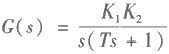 G(s) = K₁K₂ / s(Ts + 1)